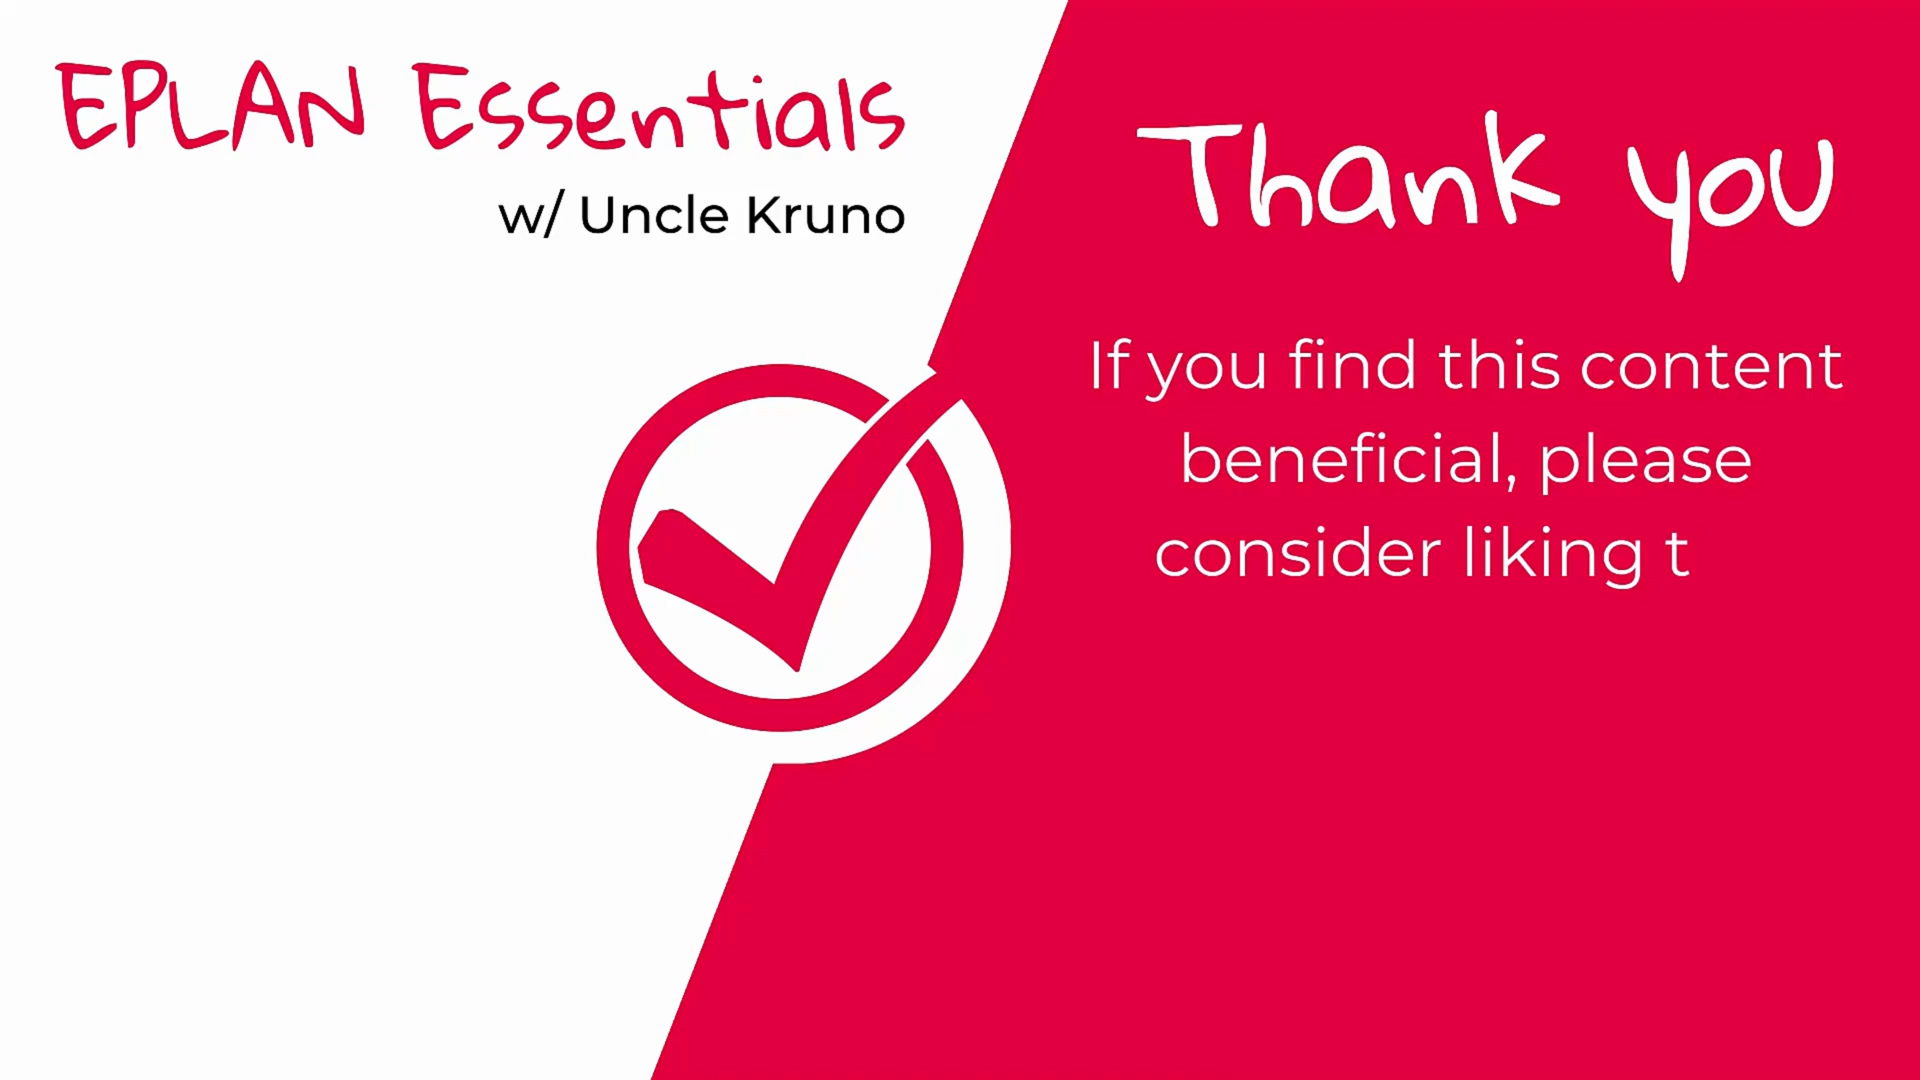 EPLAN Essentials
w/ Uncle Kruno
Thank you
If you find this content
beneficial, please
consider liking t